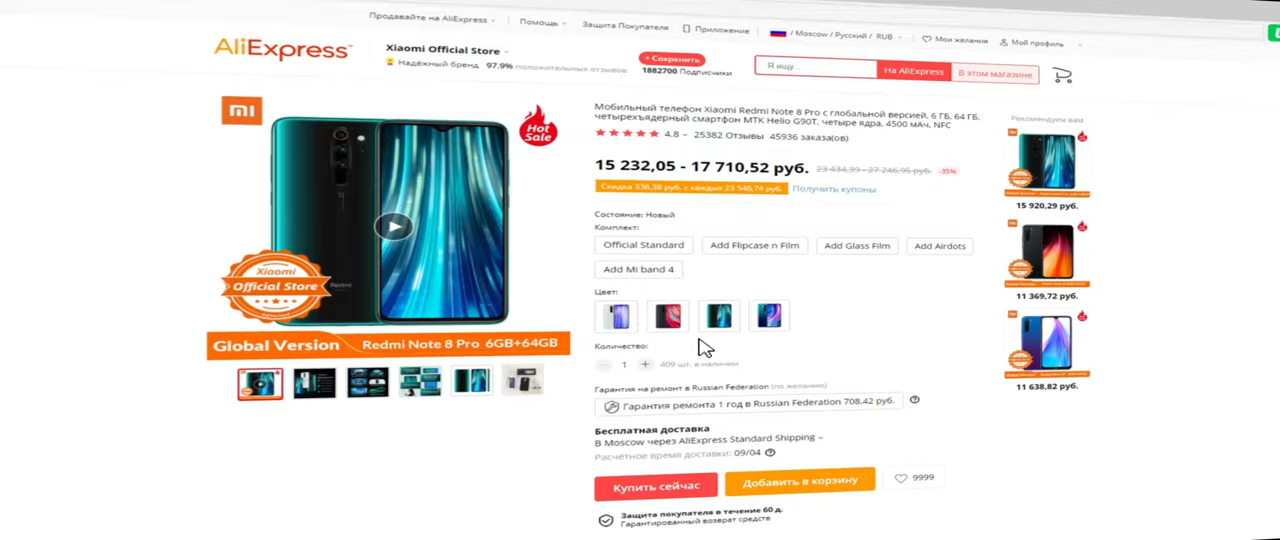 Продавайте на AliExpress
Помощь
Защита Покупателя
Приложение
/ Moscow / Русский / RUB
Мои желания
Мой профиль
AliExpress
Xiaomi Official Store
Надёжный бренд 97.9% положительных отзывов
+ Сохранить
1882700 Подписчики
Я ищу...
На AliExpress
В этом магазине
mi
Hot
Sale
Xiaomi
Official Store
Redmi
Global Version Redmi Note 8 Pro 6GB+64GB
Мобильный телефон Xiaomi Redmi Note 8 Pro с глобальной версией, 6 ГБ, 64 ГБ,
четырехъядерный смартфон MTK Helio G90T, четыре ядра, 4500 мАч, NFC
4.8 25382 Отзывы 45936 заказа(ов)
15 232,05 - 17 710,52 руб. 23 434,39 - 27 246,95 руб. -35%
Скидка 336,39 руб. с каждых 23 546,74 руб. Получить купоны
Состояние: Новый
Комплект:
Official Standard
Add Flipcase n Film
Add Glass Film
Add Airdots
Add Mi band 4
Цвет:
Количество:
1
409 шт. в наличии
Гарантия на ремонт в Russian Federation (по желанию)
Гарантия ремонта 1 год в Russian Federation 708,42 руб.
Бесплатная доставка
В Moscow через AliExpress Standard Shipping
Расчётное время доставки: 09/04
Купить сейчас
Добавить в корзину
9999
Защита покупателя в течение 60 д.
Гарантированный возврат средств
Рекомендуем вам
15 920,29 руб.
11 369,72 руб.
11 638,82 руб.